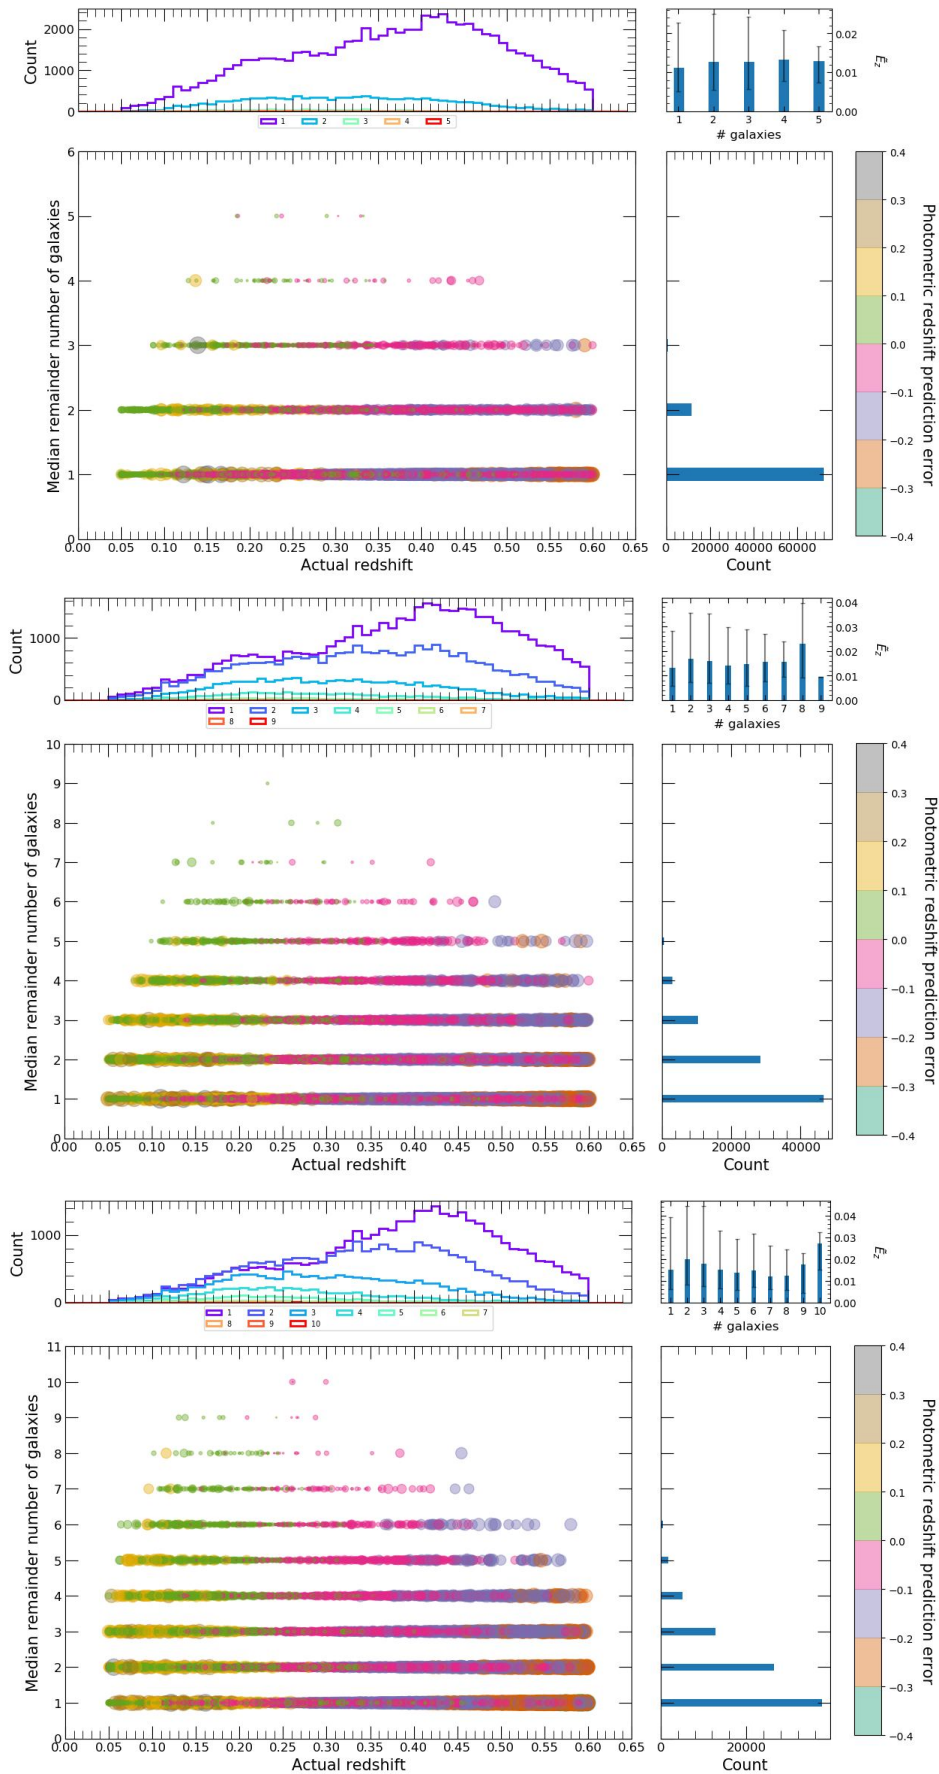 2000
1000
0
Count
1 2 3 4 5
0.02
0.01
0.00
Ẽz
1 2 3 4 5
# galaxies
6
5
4
3
2
1
0
Median remainder number of galaxies
0.00 0.05 0.10 0.15 0.20 0.25 0.30 0.35 0.40 0.45 0.50 0.55 0.60 0.65
Actual redshift
0 20000 40000 60000
Count
0.4
0.3
0.2
0.1
0.0
−0.1
−0.2
−0.3
−0.4
Photometric redshift prediction error
1000
0
Count
1 2 3 4 5 6 7
8 9
0.04
0.03
0.02
0.01
0.00
Ẽz
1 2 3 4 5 6 7 8 9
# galaxies
10
9
8
7
6
5
4
3
2
1
0
Median remainder number of galaxies
0.00 0.05 0.10 0.15 0.20 0.25 0.30 0.35 0.40 0.45 0.50 0.55 0.60 0.65
Actual redshift
0 20000 40000
Count
0.4
0.3
0.2
0.1
0.0
−0.1
−0.2
−0.3
−0.4
Photometric redshift prediction error
1000
0
Count
1 2 3 4 5 6 7
8 9 10
0.04
0.03
0.02
0.01
0.00
Ẽz
1 2 3 4 5 6 7 8 9 10
# galaxies
11
10
9
8
7
6
5
4
3
2
1
0
Median remainder number of galaxies
0.00 0.05 0.10 0.15 0.20 0.25 0.30 0.35 0.40 0.45 0.50 0.55 0.60 0.65
Actual redshift
0 20000
Count
0.4
0.3
0.2
0.1
0.0
−0.1
−0.2
−0.3
−0.4
Photometric redshift prediction error